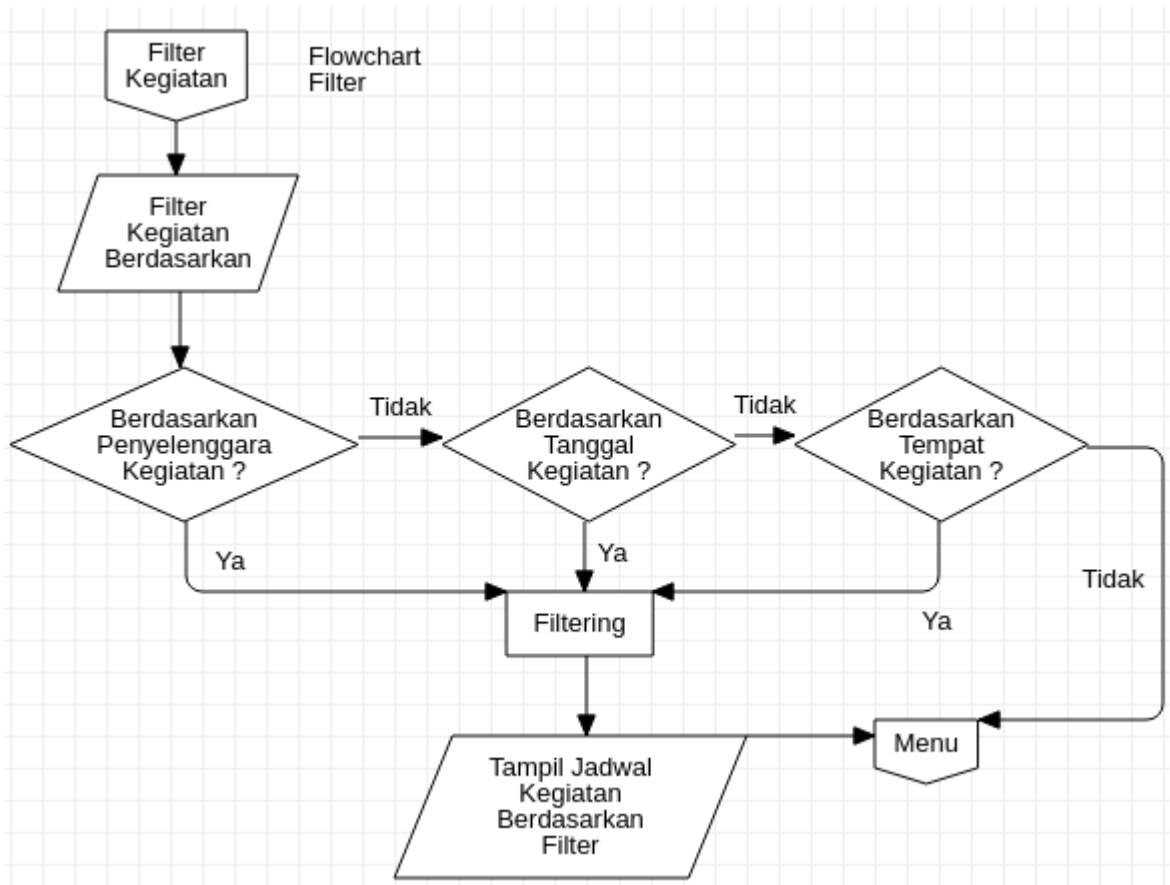 Filter
Kegiatan
Flowchart
Filter
Filter
Kegiatan
Berdasarkan
Berdasarkan
Penyelenggara
Kegiatan ?
Tidak
Berdasarkan
Tanggal
Kegiatan ?
Tidak
Berdasarkan
Tempat
Kegiatan ?
Ya
Ya
Ya
Tidak
Filtering
Menu
Tampil Jadwal
Kegiatan
Berdasarkan
Filter